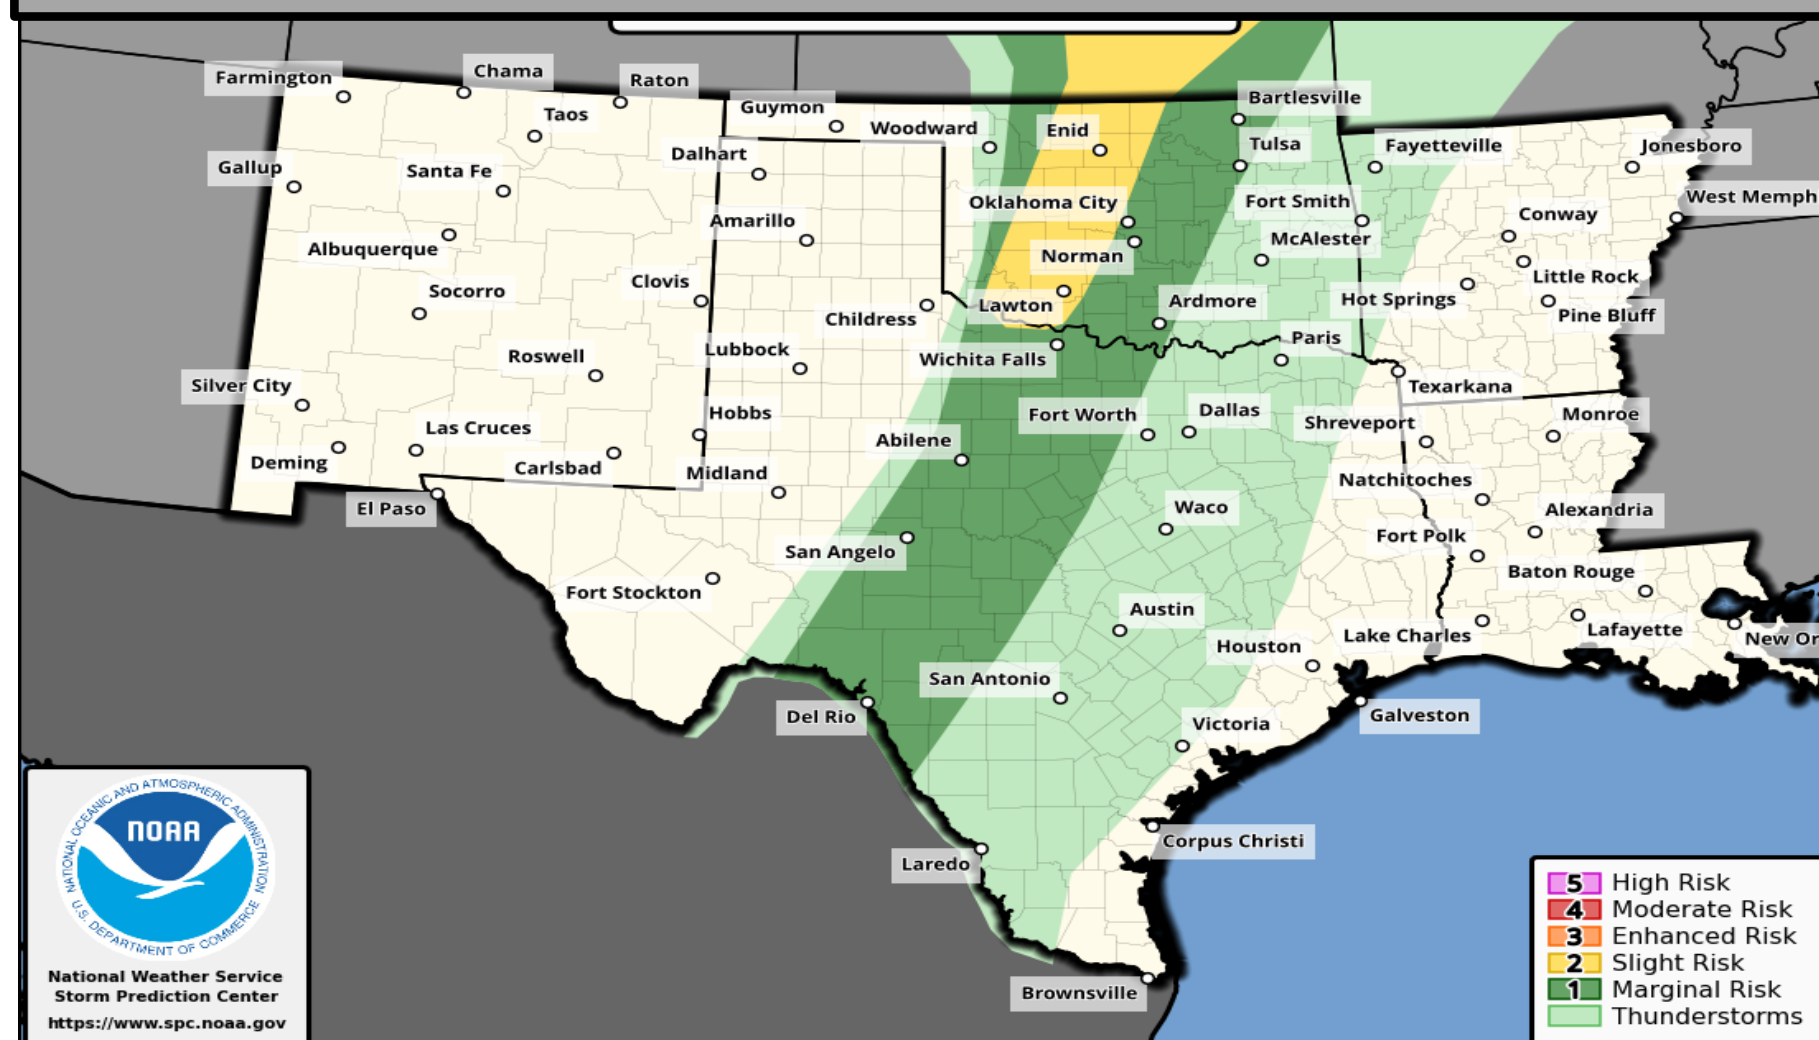 Farmington
Chama
Raton
Guymon
Taos
Woodward
Enid
Bartlesville
Dalhart
Tulsa
Fayetteville
Jonesboro
Gallup
Santa Fe
Amarillo
Oklahoma City
Fort Smith
Conway
West Memph
Albuquerque
Norman
McAlester
Little Rock
Socorro
Clovis
Childress
Lawton
Ardmore
Hot Springs
Pine Bluff
Roswell
Lubbock
Wichita Falls
Paris
Silver City
Texarkana
Las Cruces
Hobbs
Abilene
Fort Worth
Dallas
Shreveport
Monroe
Deming
Carlsbad
Midland
Natchitoches
El Paso
Waco
Alexandria
San Angelo
Fort Polk
Fort Stockton
Baton Rouge
Austin
Houston
Lake Charles
Lafayette
New Or
San Antonio
Del Rio
Victoria
Galveston
Laredo
Corpus Christi
Brownsville
NATIONAL OCEANIC AND ATMOSPHERIC ADMINISTRATION
NOAA
U.S. DEPARTMENT OF COMMERCE
National Weather Service
Storm Prediction Center
https://www.spc.noaa.gov
5 High Risk
4 Moderate Risk
3 Enhanced Risk
2 Slight Risk
1 Marginal Risk
Thunderstorms